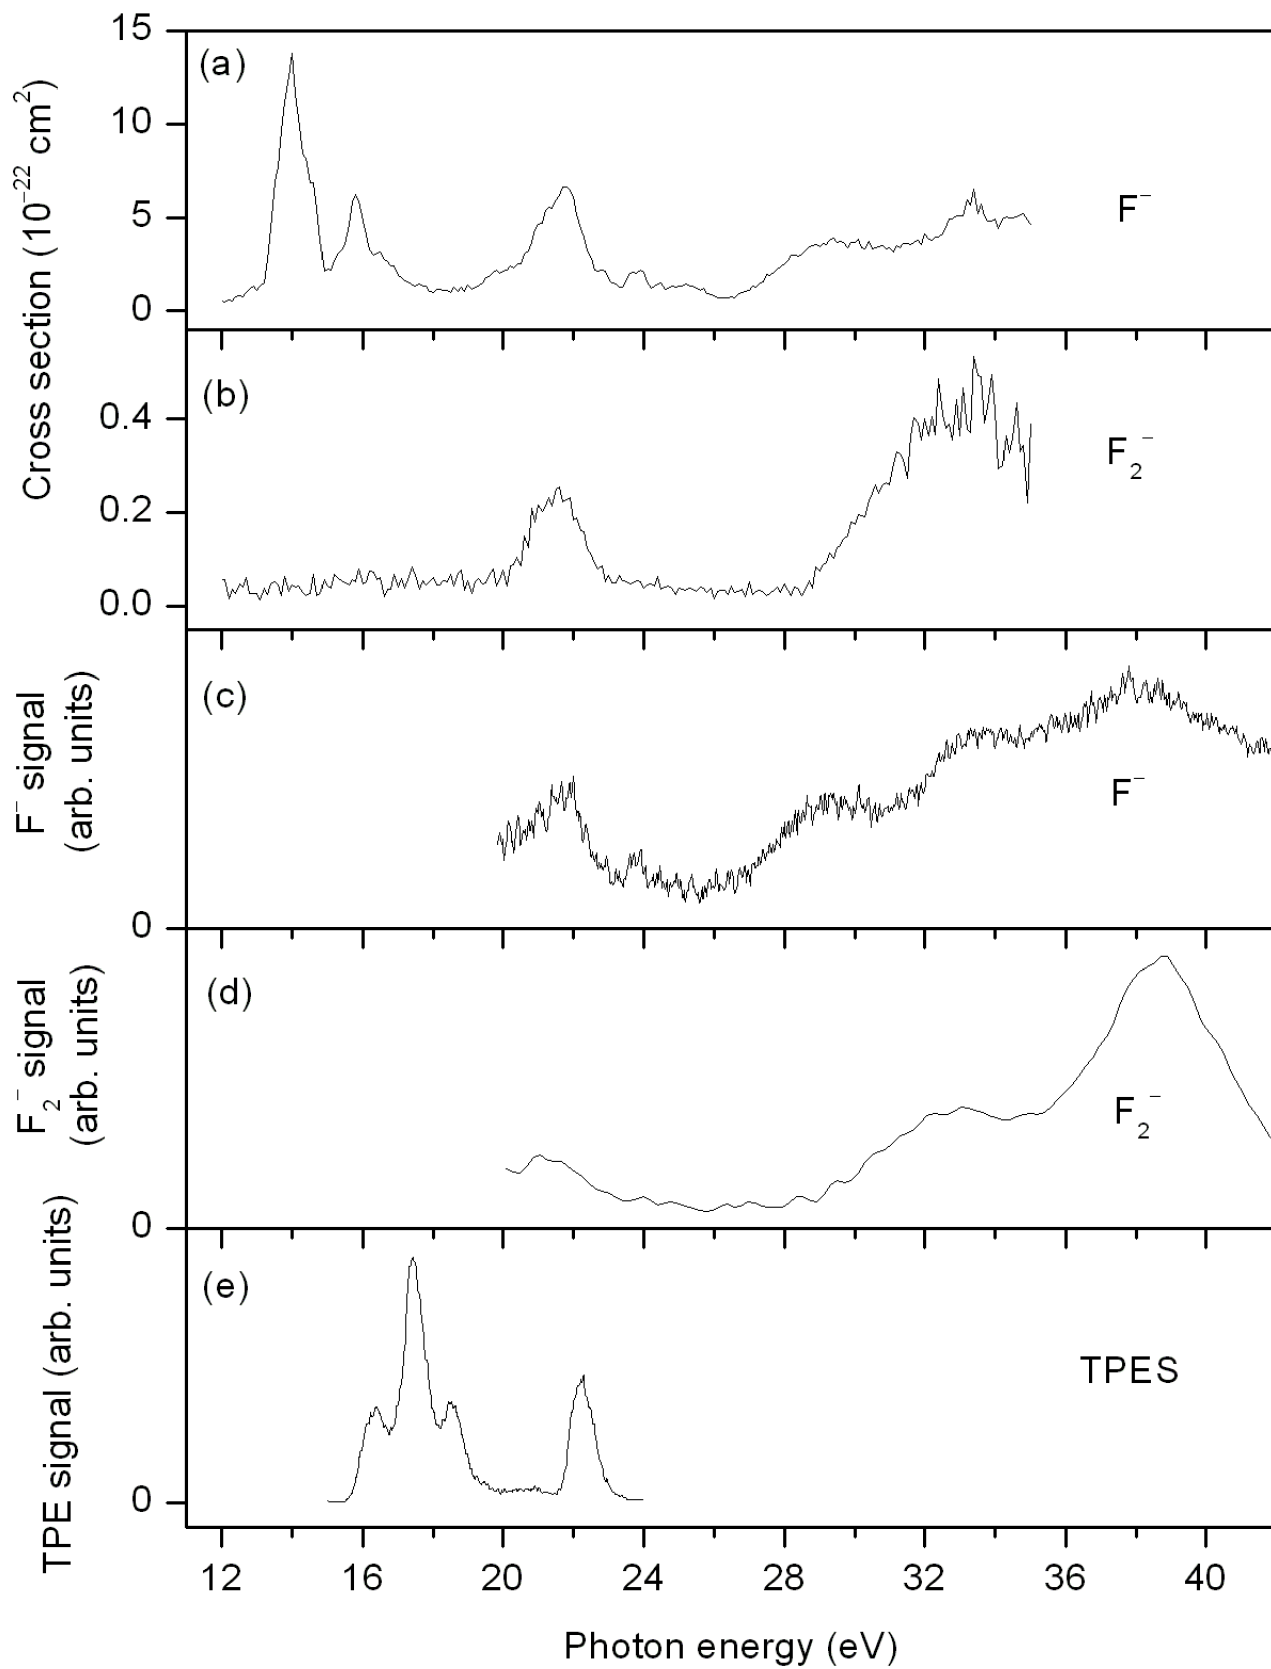 15
(a)
10
5
0
F⁻
Cross section (10⁻²² cm²)
(b)
0.4
0.2
0.0
F₂⁻
(c)
F⁻ signal
(arb. units)
0
F⁻
(d)
F₂⁻ signal
(arb. units)
0
F₂⁻
(e)
TPE signal (arb. units)
0
TPES
12 16 20 24 28 32 36 40
Photon energy (eV)